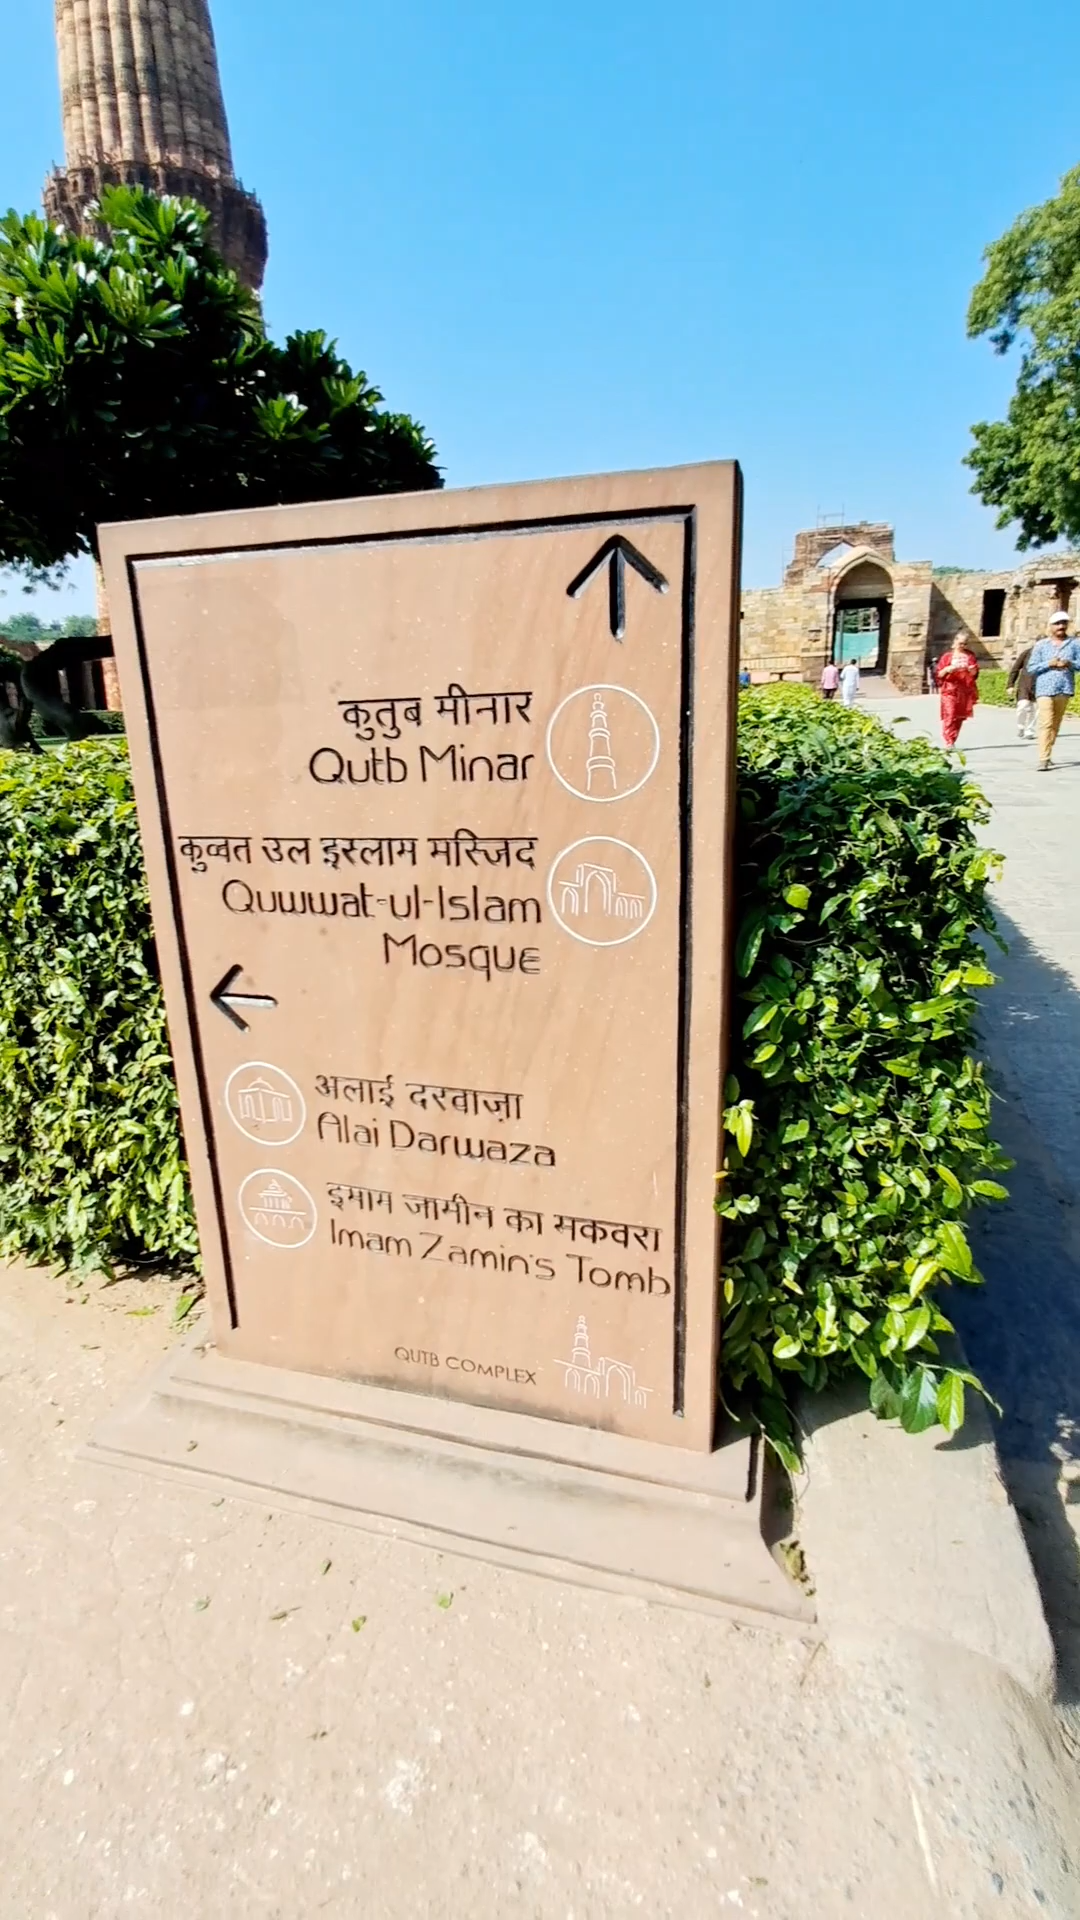 कुतुब मीनार
Qutb Minar
कुव्वत उल इस्लाम मस्जिद
Quwwat-ul-Islam
Mosque
अलाई दरवाज़ा
Alai Darwaza
इमाम जामीन का मकवरा
Imam Zamin's Tomb
QUTB COMPLEX